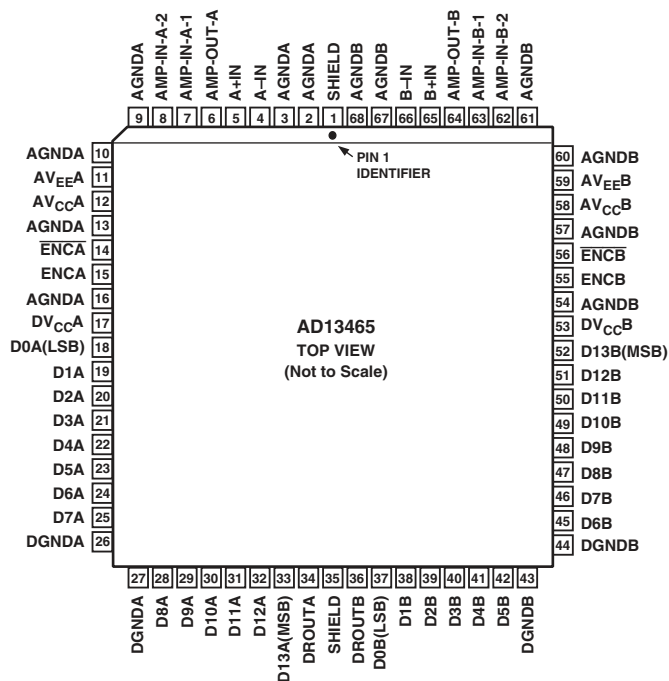 AGNDA
AMP-IN-A-2
AMP-IN-A-1
AMP-OUT-A
A+IN
A–IN
AGNDA
AGNDA
SHIELD
AGNDB
AGNDB
B–IN
B+IN
AMP-OUT-B
AMP-IN-B-1
AMP-IN-B-2
AGNDB
9 8 7 6 5 4 3 2 1 68 67 66 65 64 63 62 61
PIN 1
IDENTIFIER
AGNDA 10
AVEEA 11
AVCCA 12
AGNDA 13
ENCA 14
ENCA 15
AGNDA 16
DVCCA 17
D0A(LSB) 18
D1A 19
D2A 20
D3A 21
D4A 22
D5A 23
D6A 24
D7A 25
DGNDA 26
AD13465
TOP VIEW
(Not to Scale)
60 AGNDB
59 AVEEB
58 AVCCB
57 AGNDB
56 ENCB
55 ENCB
54 AGNDB
53 DVCCB
52 D13B(MSB)
51 D12B
50 D11B
49 D10B
48 D9B
47 D8B
46 D7B
45 D6B
44 DGNDB
27 28 29 30 31 32 33 34 35 36 37 38 39 40 41 42 43
DGNDA
D8A
D9A
D10A
D11A
D12A
D13A(MSB)
DROUTA
SHIELD
DROUTB
D0B(LSB)
D1B
D2B
D3B
D4B
D5B
DGNDB